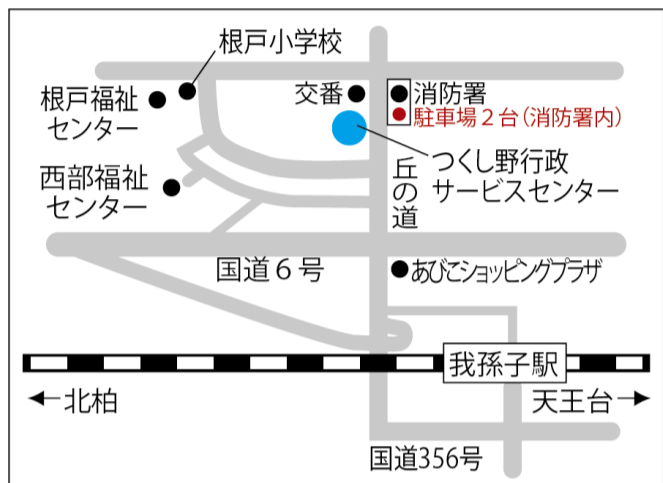 根戸小学校
根戸福祉
センター
交番
消防署
駐車場２台（消防署内）
つくし野行政
サービスセンター
西部福祉
センター
丘の道
国道６号
あびこショッピングプラザ
我孫子駅
←北柏
天王台→
国道356号